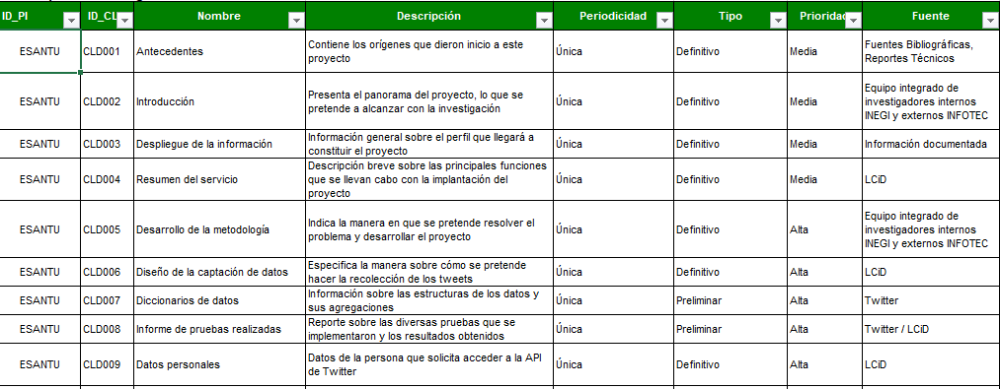 ID_PI ID_CL Nombre Descripción Periodicidad Tipo Prioridad Fuente
ESANTU CLD001 Antecedentes Contiene los orígenes que dieron inicio a este proyecto Única Definitivo Media Fuentes Bibliográficas, Reportes Técnicos
ESANTU CLD002 Introducción Presenta el panorama del proyecto, lo que se pretende a alcanzar con la investigación Única Definitivo Media Equipo integrado de investigadores internos INEGI y externos INFOTEC
ESANTU CLD003 Despliegue de la información Información general sobre el perfil que llegará a constituir el proyecto Única Definitivo Media Información documentada
ESANTU CLD004 Resumen del servicio Descripción breve sobre las principales funciones que se llevan cabo con la implantación del proyecto Única Definitivo Media LCiD
ESANTU CLD005 Desarrollo de la metodología Indica la manera en que se pretende resolver el problema y desarrollar el proyecto Única Definitivo Alta Equipo integrado de investigadores internos INEGI y externos INFOTEC
ESANTU CLD006 Diseño de la captación de datos Especifica la manera sobre cómo se pretende hacer la recolección de los tweets Única Definitivo Alta LCiD
ESANTU CLD007 Diccionarios de datos Información sobre las estructuras de los datos y sus agregaciones Única Preliminar Alta Twitter
ESANTU CLD008 Informe de pruebas realizadas Reporte sobre las diversas pruebas que se implementaron y los resultados obtenidos Única Preliminar Alta Twitter / LCiD
ESANTU CLD009 Datos personales Datos de la persona que solicita acceder a la API de Twitter Única Definitivo Alta LCiD